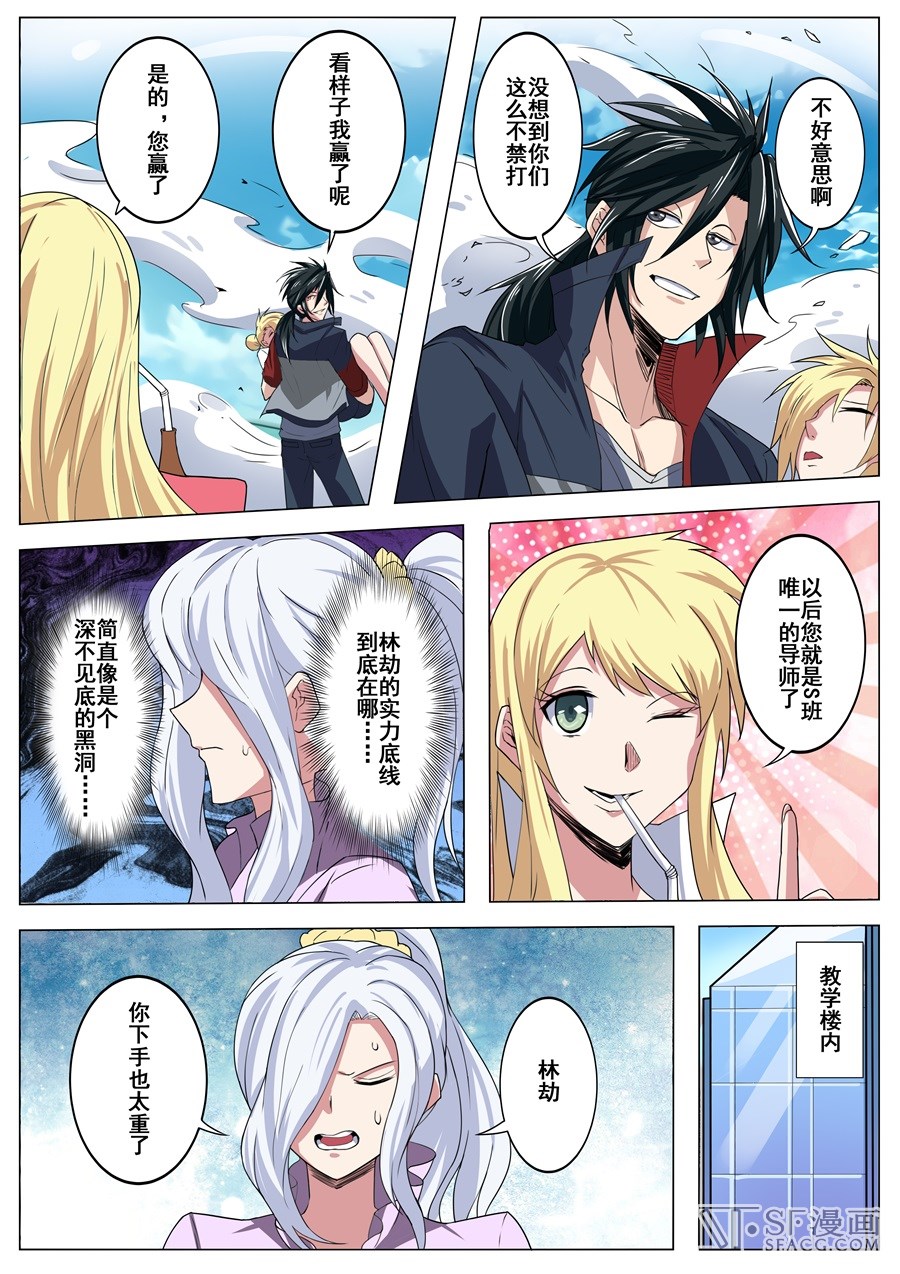 不好意思啊
没想到你们
这么不禁打
看样子我赢了呢
是的，您赢了
以后您就是S班
唯一的导师了
林劫的实力底线
到底在哪……
简直像是个
深不见底的黑洞……
教学楼内
林劫
你下手也太重了
SF漫画
SFACG.COM